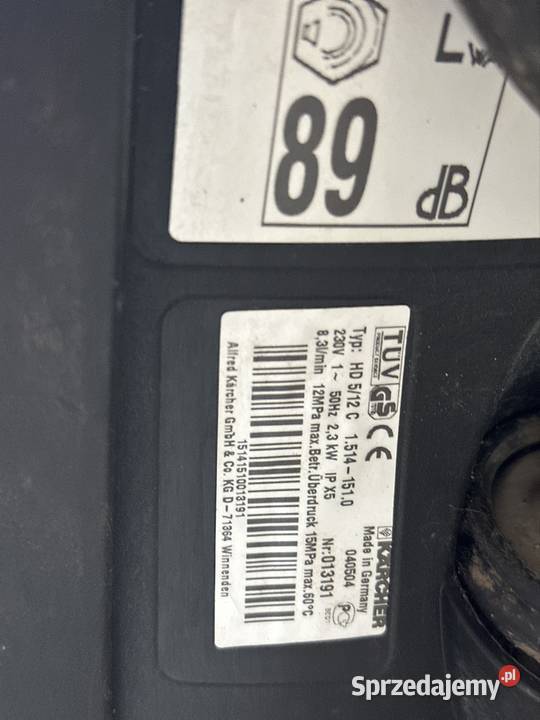 LWA
89 dB
TÜV GS CE KÄRCHER
Made in Germany
Typ: HD 5/12 C 1.514-151.0 040504
230V 1~ 50Hz 2,3 kW IP X5 Nr.013191
8,3l/min 12MPa max.Betr.Überdruck 15MPa max.60°C
15141510013191
Alfred Kärcher GmbH & Co. KG D-71364 Winnenden
Sprzedajemy.pl